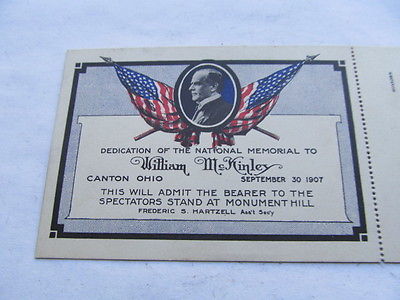 DEDICATION OF THE NATIONAL MEMORIAL TO
William McKinley
CANTON OHIO SEPTEMBER 30 1907
THIS WILL ADMIT THE BEARER TO THE
SPECTATORS STAND AT MONUMENT HILL
FREDERIC S. HARTZELL Ass't Sec'y